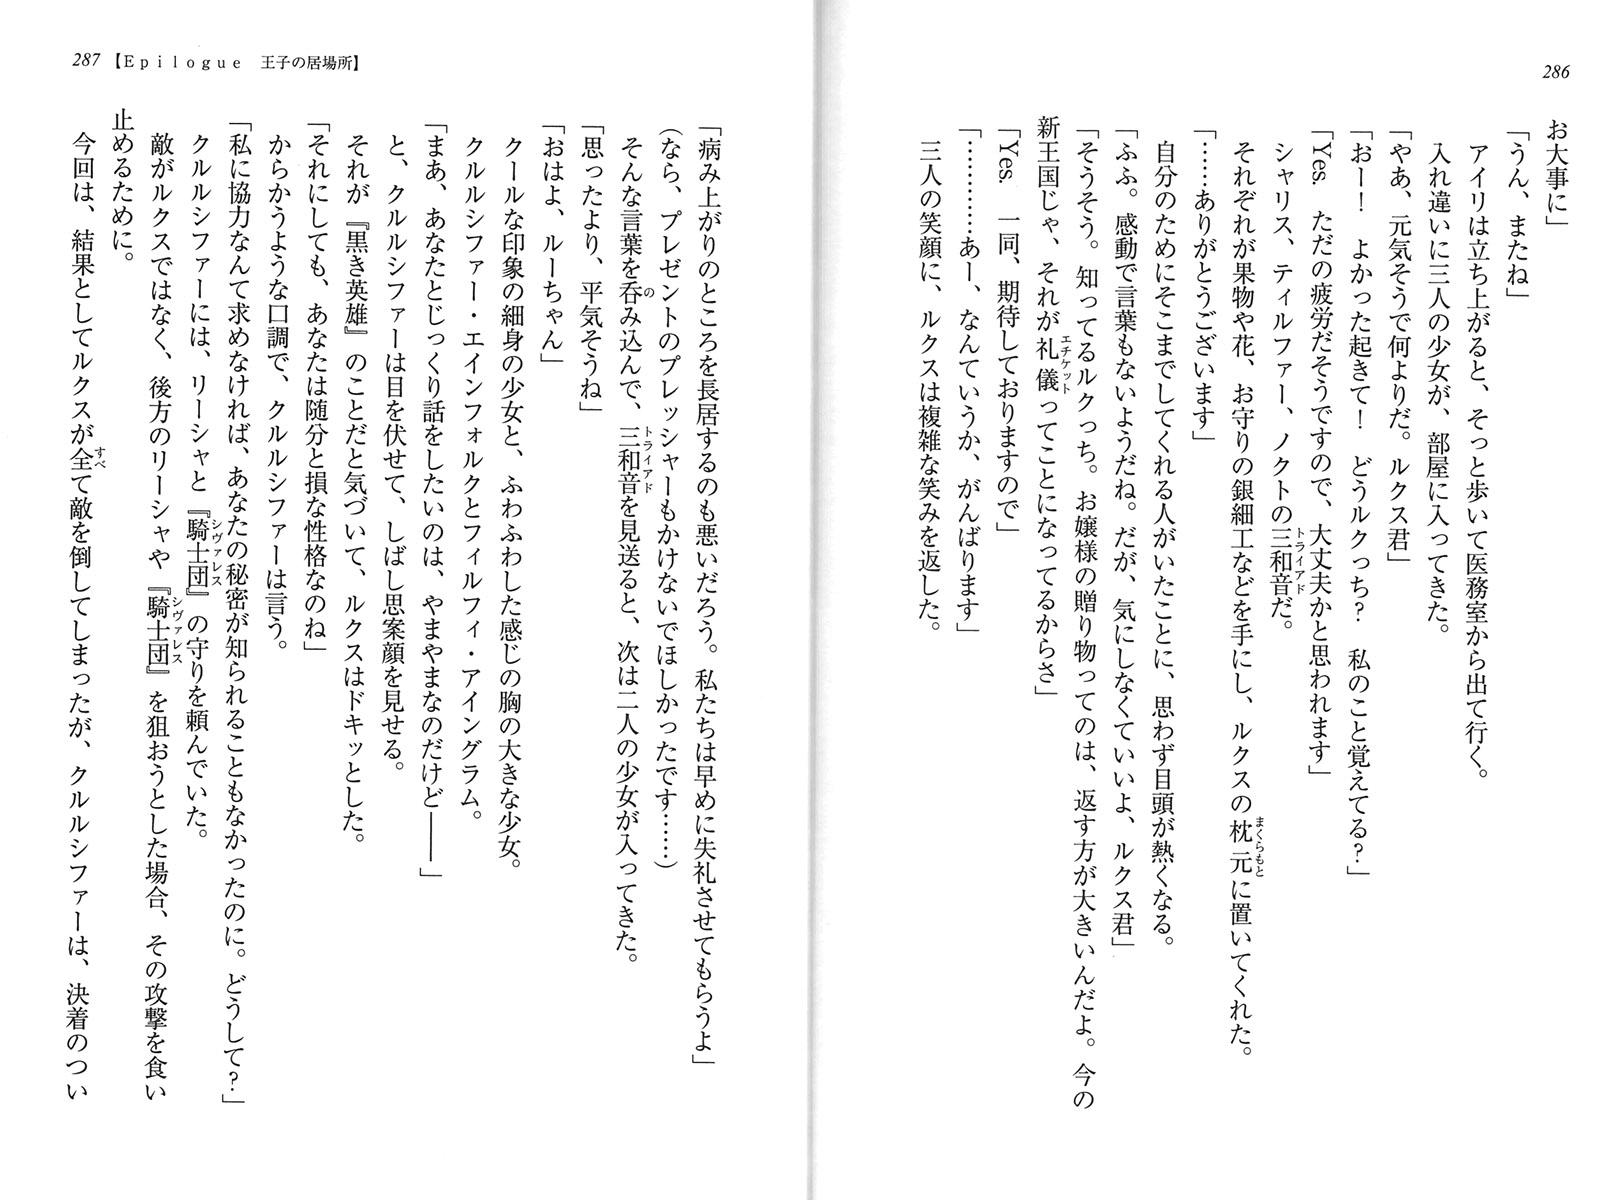 286
お大事に」
「うん、またね」
アイリは立ち上がると、そっと歩いて医務室から出て行く。
入れ違いに三人の少女が、部屋に入ってきた。
「やあ、元気そうで何よりだ。ルクス君」
「おー！　よかった起きて！　どうルクっち？　私のこと覚えてる？」
「Yes.　ただの疲労だそうですので、大丈夫かと思われます」
シャリス、ティルファー、ノクトの三和音だ。
トライアド
それぞれが果物や花、お守りの銀細工などを手にし、ルクスの枕元に置いてくれた。
まくらもと
「……ありがとうございます」
自分のためにそこまでしてくれる人がいたことに、思わず目頭が熱くなる。
「ふふ。感動で言葉もないようだね。だが、気にしなくていいよ、ルクス君」
「そうそう。知ってるルクっち。お嬢様の贈り物ってのは、返す方が大きいんだよ。今の
新王国じゃ、それが礼儀ってことになってるからさ」
エチケット
「Yes.　一同、期待しておりますので」
「…………あー、なんていうか、がんばります」
三人の笑顔に、ルクスは複雑な笑みを返した。
287 【Epilogue　王子の居場所】
「病み上がりのところを長居するのも悪いだろう。私たちは早めに失礼させてもらうよ」
（なら、プレゼントのプレッシャーもかけないでほしかったです……）
そんな言葉を呑み込んで、三和音を見送ると、次は二人の少女が入ってきた。
の
トライアド
「思ったより、平気そうね」
「おはよ、ルーちゃん」
クールな印象の細身の少女と、ふわふわした感じの胸の大きな少女。
クルルシファー・エインフォルクとフィルフィ・アイングラム。
「まあ、あなたとじっくり話をしたいのは、やまやまなのだけど――」
と、クルルシファーは目を伏せて、しばし思案顔を見せる。
それが『黒き英雄』のことだと気づいて、ルクスはドキッとした。
「それにしても、あなたは随分と損な性格なのね」
からかうような口調で、クルルシファーは言う。
「私に協力なんて求めなければ、あなたの秘密が知られることもなかったのに。どうして？」
クルルシファーには、リーシャと『騎士団』の守りを頼んでいた。
シヴァレス
敵がルクスではなく、後方のリーシャや『騎士団』を狙おうとした場合、その攻撃を食い
シヴァレス
止めるために。
今回は、結果としてルクスが全て敵を倒してしまったが、クルルシファーは、決着のつい
すべ